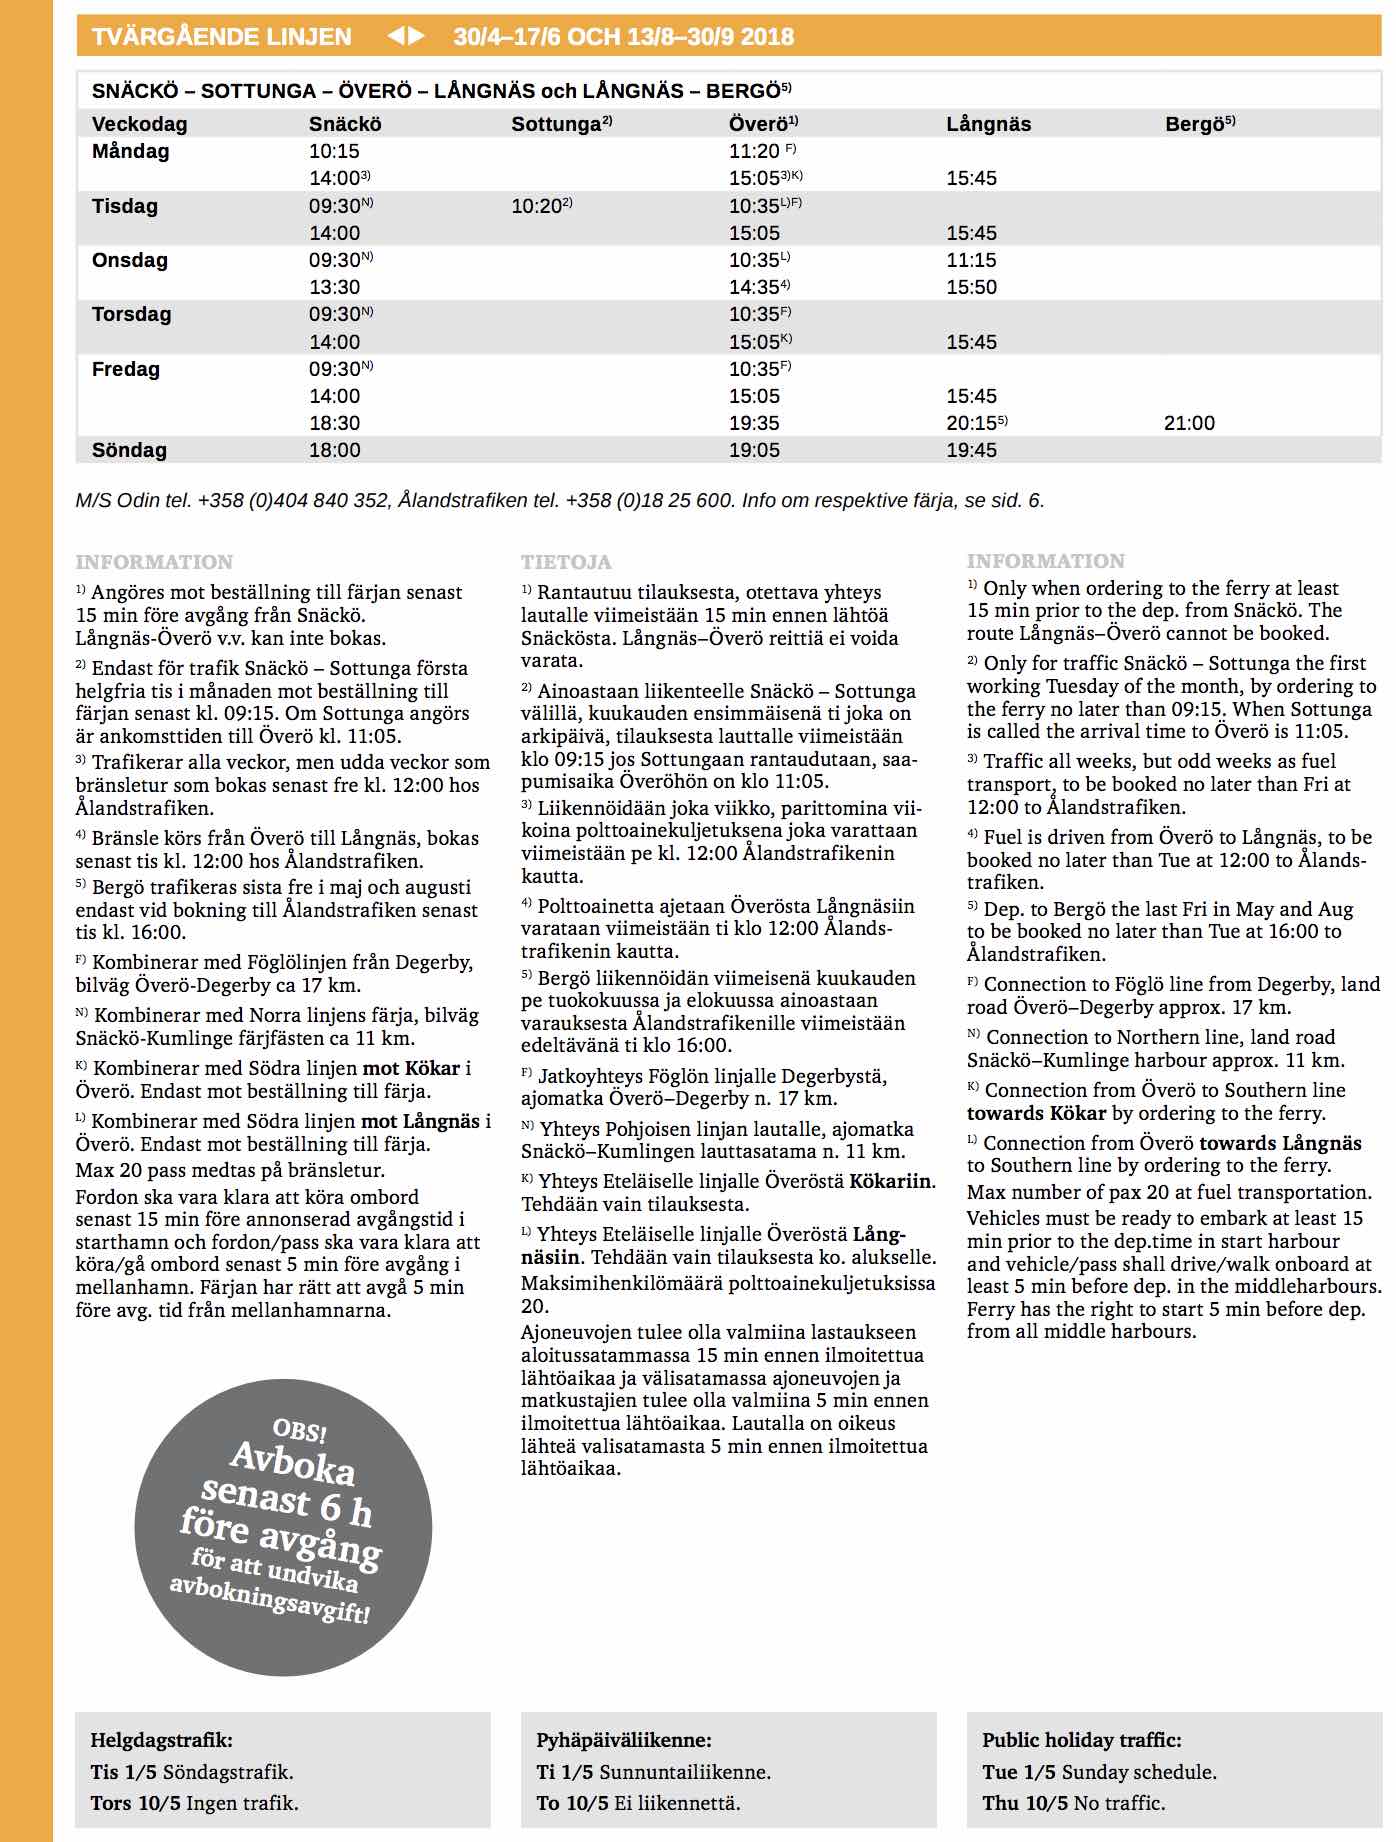 TVÄRGÅENDE LINJEN ◀▶ 30/4–17/6 OCH 13/8–30/9 2018
SNÄCKÖ – SOTTUNGA – ÖVERÖ – LÅNGNÄS och LÅNGNÄS – BERGÖ5)
Veckodag Snäckö Sottunga2) Överö1) Långnäs Bergö5)
Måndag 10:15 11:20 F)
14:003) 15:053)K) 15:45
Tisdag 09:30N) 10:202) 10:35L)F)
14:00 15:05 15:45
Onsdag 09:30N) 10:35L) 11:15
13:30 14:354) 15:50
Torsdag 09:30N) 10:35F)
14:00 15:05K) 15:45
Fredag 09:30N) 10:35F)
14:00 15:05 15:45
18:30 19:35 20:155) 21:00
Söndag 18:00 19:05 19:45
M/S Odin tel. +358 (0)404 840 352, Ålandstrafiken tel. +358 (0)18 25 600. Info om respektive färja, se sid. 6.
INFORMATION
1) Angöres mot beställning till färjan senast
15 min före avgång från Snäckö.
Långnäs-Överö v.v. kan inte bokas.
2) Endast för trafik Snäckö – Sottunga första
helgfria tis i månaden mot beställning till
färjan senast kl. 09:15. Om Sottunga angörs
är ankomsttiden till Överö kl. 11:05.
3) Trafikerar alla veckor, men udda veckor som
bränsletur som bokas senast fre kl. 12:00 hos
Ålandstrafiken.
4) Bränsle körs från Överö till Långnäs, bokas
senast tis kl. 12:00 hos Ålandstrafiken.
5) Bergö trafikeras sista fre i maj och augusti
endast vid bokning till Ålandstrafiken senast
tis kl. 16:00.
F) Kombinerar med Föglölinjen från Degerby,
bilväg Överö-Degerby ca 17 km.
N) Kombinerar med Norra linjens färja, bilväg
Snäckö-Kumlinge färjfästen ca 11 km.
K) Kombinerar med Södra linjen mot Kökar i
Överö. Endast mot beställning till färja.
L) Kombinerar med Södra linjen mot Långnäs i
Överö. Endast mot beställning till färja.
Max 20 pass medtas på bränsletur.
Fordon ska vara klara att köra ombord
senast 15 min före annonserad avgångstid i
starthamn och fordon/pass ska vara klara att
köra/gå ombord senast 5 min före avgång i
mellanhamn. Färjan har rätt att avgå 5 min
före avg. tid från mellanhamnarna.
OBS!
Avboka
senast 6 h
före avgång
för att undvika
avbokningsavgift!
TIETOJA
1) Rantautuu tilauksesta, otettava yhteys
lautalle viimeistään 15 min ennen lähtöä
Snäckösta. Långnäs–Överö reittiä ei voida
varata.
2) Ainoastaan liikenteelle Snäckö – Sottunga
välillä, kuukauden ensimmäisenä ti joka on
arkipäivä, tilauksesta lauttalle viimeistään
klo 09:15 jos Sottungaan rantaudutaan, saa-
pumisaika Överöhön on klo 11:05.
3) Liikennöidään joka viikko, parittomina vii-
koina polttoainekuljetuksena joka varattaan
viimeistään pe kl. 12:00 Ålandstrafikenin
kautta.
4) Polttoainetta ajetaan Överösta Långnäsiin
varataan viimeistään ti klo 12:00 Ålands-
trafikenin kautta.
5) Bergö liikennöidän viimeisenä kuukauden
pe tuokokuussa ja elokuussa ainoastaan
varauksesta Ålandstrafikenille viimeistään
edeltävänä ti klo 16:00.
F) Jatkoyhteys Föglön linjalle Degerbystä,
ajomatka Överö–Degerby n. 17 km.
N) Yhteys Pohjoisen linjan lautalle, ajomatka
Snäckö–Kumlingen lauttasatama n. 11 km.
K) Yhteys Eteläiselle linjalle Överöstä Kökariin.
Tehdään vain tilauksesta.
L) Yhteys Eteläiselle linjalle Överöstä Lång-
näsiin. Tehdään vain tilauksesta ko. alukselle.
Maksimihenkilömäärä polttoainekuljetuksissa
20.
Ajoneuvojen tulee olla valmiina lastaukseen
aloitussatammassa 15 min ennen ilmoitettua
lähtöaikaa ja välisatamassa ajoneuvojen ja
matkustajien tulee olla valmiina 5 min ennen
ilmoitettua lähtöaikaa. Lautalla on oikeus
lähteä valisatamasta 5 min ennen ilmoitettua
lähtöaikaa.
INFORMATION
1) Only when ordering to the ferry at least
15 min prior to the dep. from Snäckö. The
route Långnäs–Överö cannot be booked.
2) Only for traffic Snäckö – Sottunga the first
working Tuesday of the month, by ordering to
the ferry no later than 09:15. When Sottunga
is called the arrival time to Överö is 11:05.
3) Traffic all weeks, but odd weeks as fuel
transport, to be booked no later than Fri at
12:00 to Ålandstrafiken.
4) Fuel is driven from Överö to Långnäs, to be
booked no later than Tue at 12:00 to Ålands-
trafiken.
5) Dep. to Bergö the last Fri in May and Aug
to be booked no later than Tue at 16:00 to
Ålandstrafiken.
F) Connection to Föglö line from Degerby, land
road Överö–Degerby approx. 17 km.
N) Connection to Northern line, land road
Snäckö–Kumlinge harbour approx. 11 km.
K) Connection from Överö to Southern line
towards Kökar by ordering to the ferry.
L) Connection from Överö towards Långnäs
to Southern line by ordering to the ferry.
Max number of pax 20 at fuel transportation.
Vehicles must be ready to embark at least 15
min prior to the dep.time in start harbour
and vehicle/pass shall drive/walk onboard at
least 5 min before dep. in the middleharbours.
Ferry has the right to start 5 min before dep.
from all middle harbours.
Helgdagstrafik:
Tis 1/5 Söndagstrafik.
Tors 10/5 Ingen trafik.
Pyhäpäiväliikenne:
Ti 1/5 Sunnuntailiikenne.
To 10/5 Ei liikennettä.
Public holiday traffic:
Tue 1/5 Sunday schedule.
Thu 10/5 No traffic.